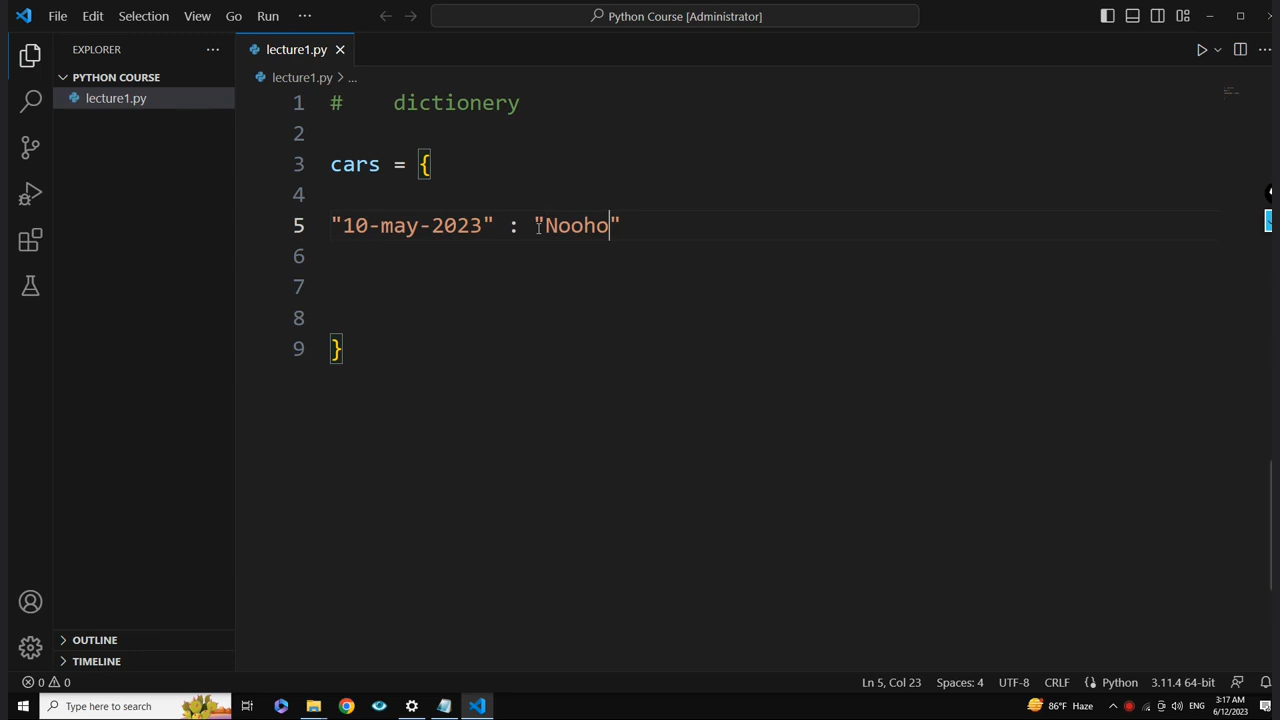 File Edit Selection View Go Run ···
Python Course [Administrator]
EXPLORER ···
lecture1.py
PYTHON COURSE
lecture1.py
lecture1.py > ...
1 # dictionery
2
3 cars = {
4
5 "10-may-2023" : "Nooho"
6
7
8
9 }
OUTLINE
TIMELINE
0 0
Ln 5, Col 23 Spaces: 4 UTF-8 CRLF Python 3.11.4 64-bit
Type here to search
86°F Haze
ENG
3:17 AM
6/12/2023